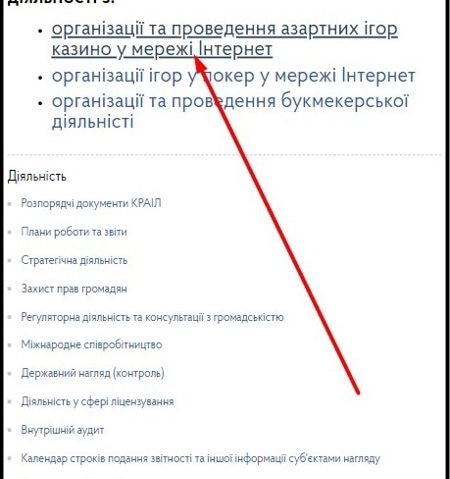 діяльності з:
організації та проведення азартних ігор
казино у мережі Інтернет
організації ігор у покер у мережі Інтернет
організації та проведення букмекерської
діяльності
Діяльність
Розпорядчі документи КРАІЛ
Плани роботи та звіти
Стратегічна діяльність
Захист прав громадян
Регуляторна діяльність та консультації з громадськістю
Міжнародне співробітництво
Державний нагляд (контроль)
Діяльність у сфері ліцензування
Внутрішній аудит
Календар строків подання звітності та іншої інформації суб'єктами нагляду